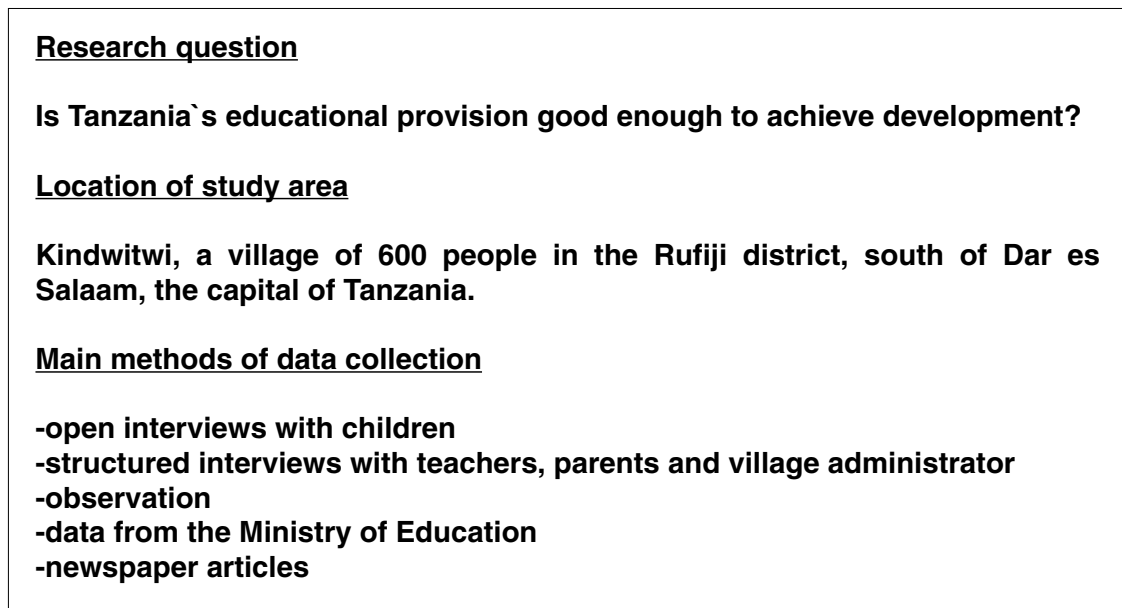 Research question
Is Tanzania`s educational provision good enough to achieve development?
Location of study area
Kindwitwi, a village of 600 people in the Rufiji district, south of Dar es
Salaam, the capital of Tanzania.
Main methods of data collection
-open interviews with children
-structured interviews with teachers, parents and village administrator
-observation
-data from the Ministry of Education
-newspaper articles